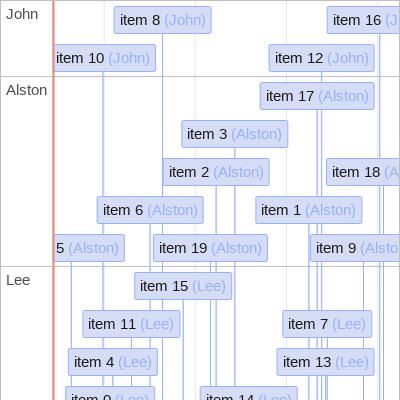 John
item 8 (John)
item 16 (J
item 10 (John)
item 12 (John)
Alston
item 17 (Alston)
item 3 (Alston)
item 2 (Alston)
item 18 (A
item 6 (Alston)
item 1 (Alston)
5 (Alston)
item 19 (Alston)
item 9 (Alsto
Lee
item 15 (Lee)
item 11 (Lee)
item 7 (Lee)
item 4 (Lee)
item 13 (Lee)
item 0 (Lee)
item 14 (Lee)